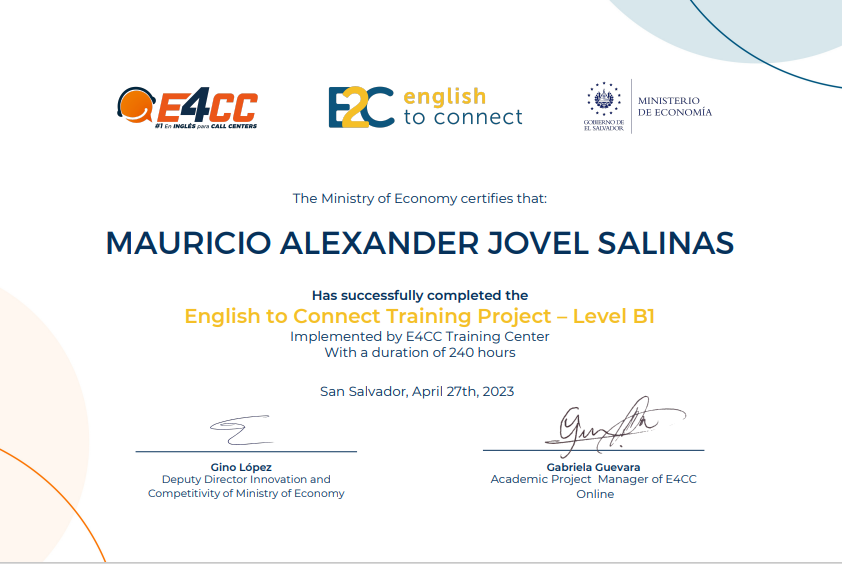 E4CC
#1 En INGLÉS para CALL CENTERS
E2C english
to connect
GOBIERNO DE
EL SALVADOR
MINISTERIO
DE ECONOMÍA
The Ministry of Economy certifies that:
MAURICIO ALEXANDER JOVEL SALINAS
Has successfully completed the
English to Connect Training Project – Level B1
Implemented by E4CC Training Center
With a duration of 240 hours
San Salvador, April 27th, 2023
Gino López
Deputy Director Innovation and
Competitivity of Ministry of Economy
Gabriela Guevara
Academic Project Manager of E4CC
Online